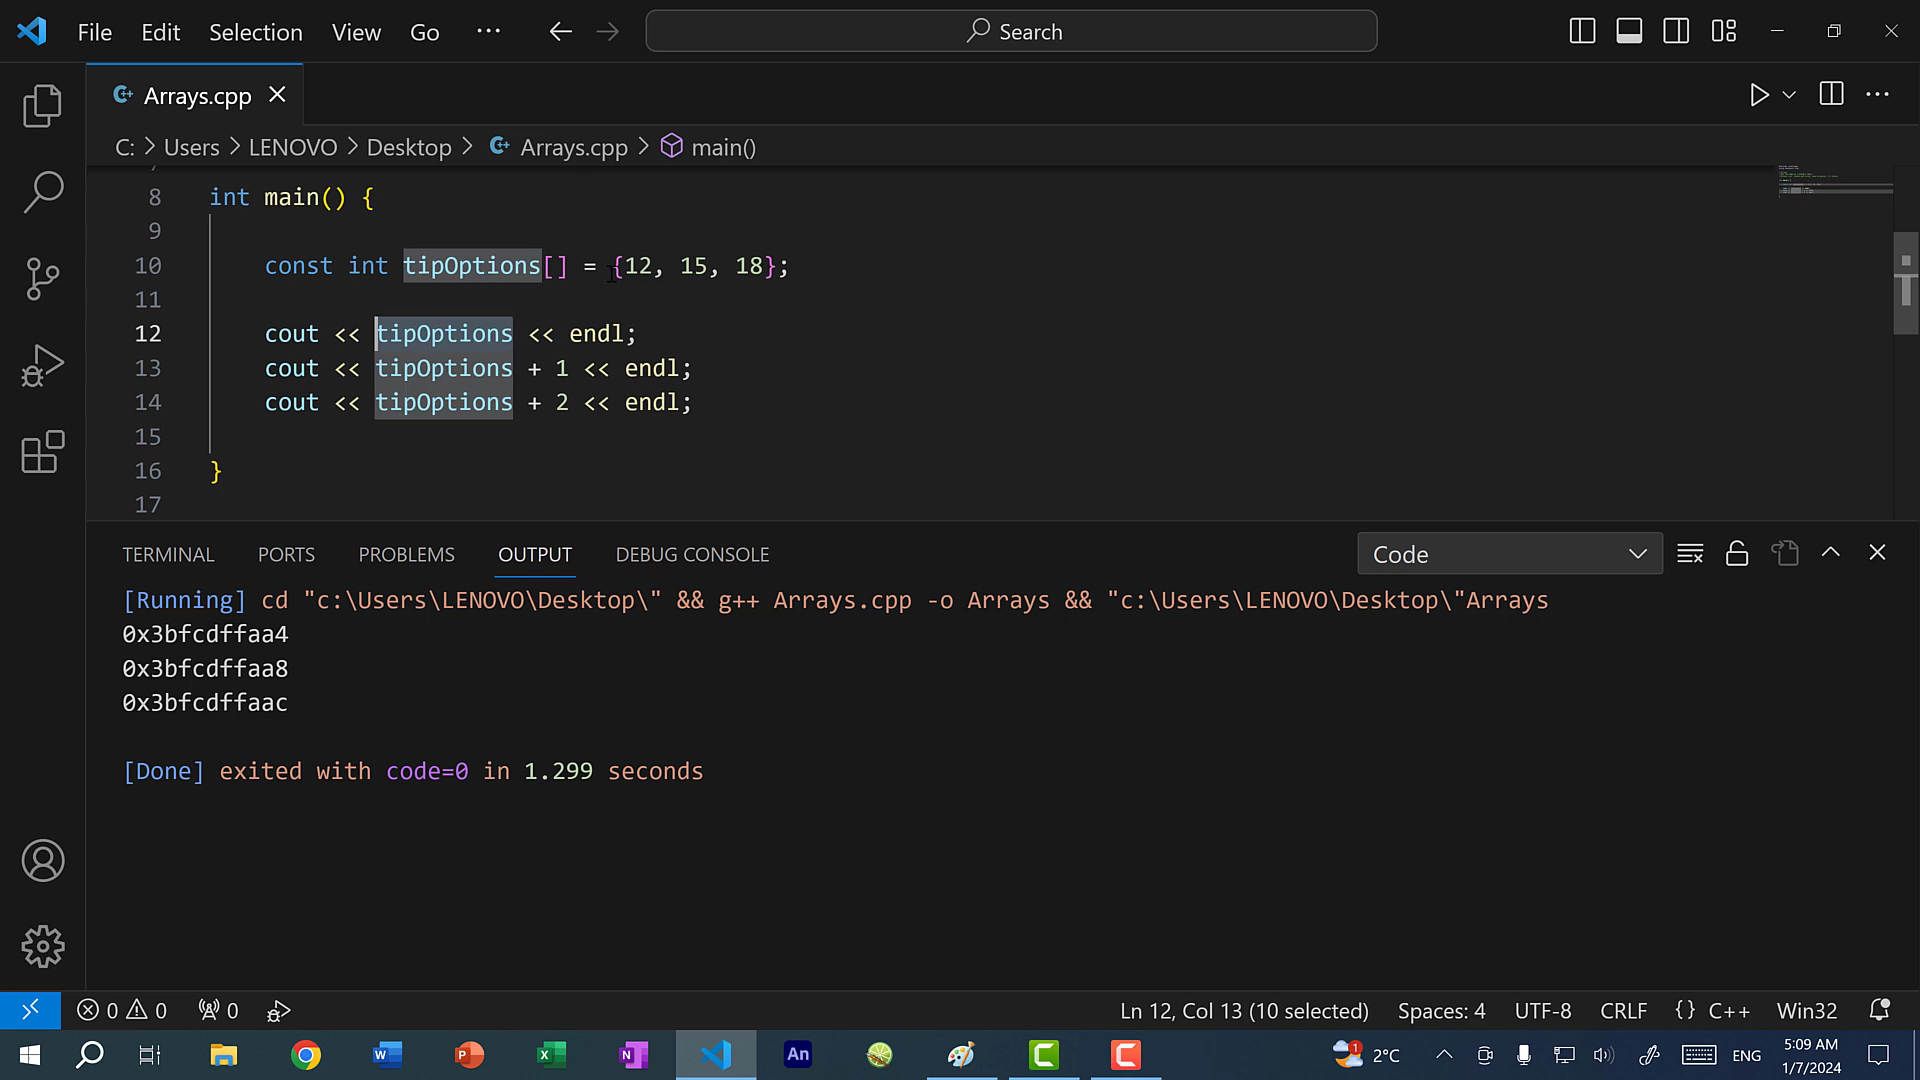 File Edit Selection View Go ··· Search
Arrays.cpp
C: > Users > LENOVO > Desktop > Arrays.cpp > main()
8 int main() {
9
10 const int tipOptions[] = {12, 15, 18};
11
12 cout << tipOptions << endl;
13 cout << tipOptions + 1 << endl;
14 cout << tipOptions + 2 << endl;
15
16 }
17
TERMINAL PORTS PROBLEMS OUTPUT DEBUG CONSOLE Code
[Running] cd "c:\Users\LENOVO\Desktop\" && g++ Arrays.cpp -o Arrays && "c:\Users\LENOVO\Desktop\"Arrays
0x3bfcdffaa4
0x3bfcdffaa8
0x3bfcdffaac
[Done] exited with code=0 in 1.299 seconds
0 0 0 Ln 12, Col 13 (10 selected) Spaces: 4 UTF-8 CRLF {} C++ Win32
W P X N An C C 1 2°C ENG 5:09 AM
1/7/2024